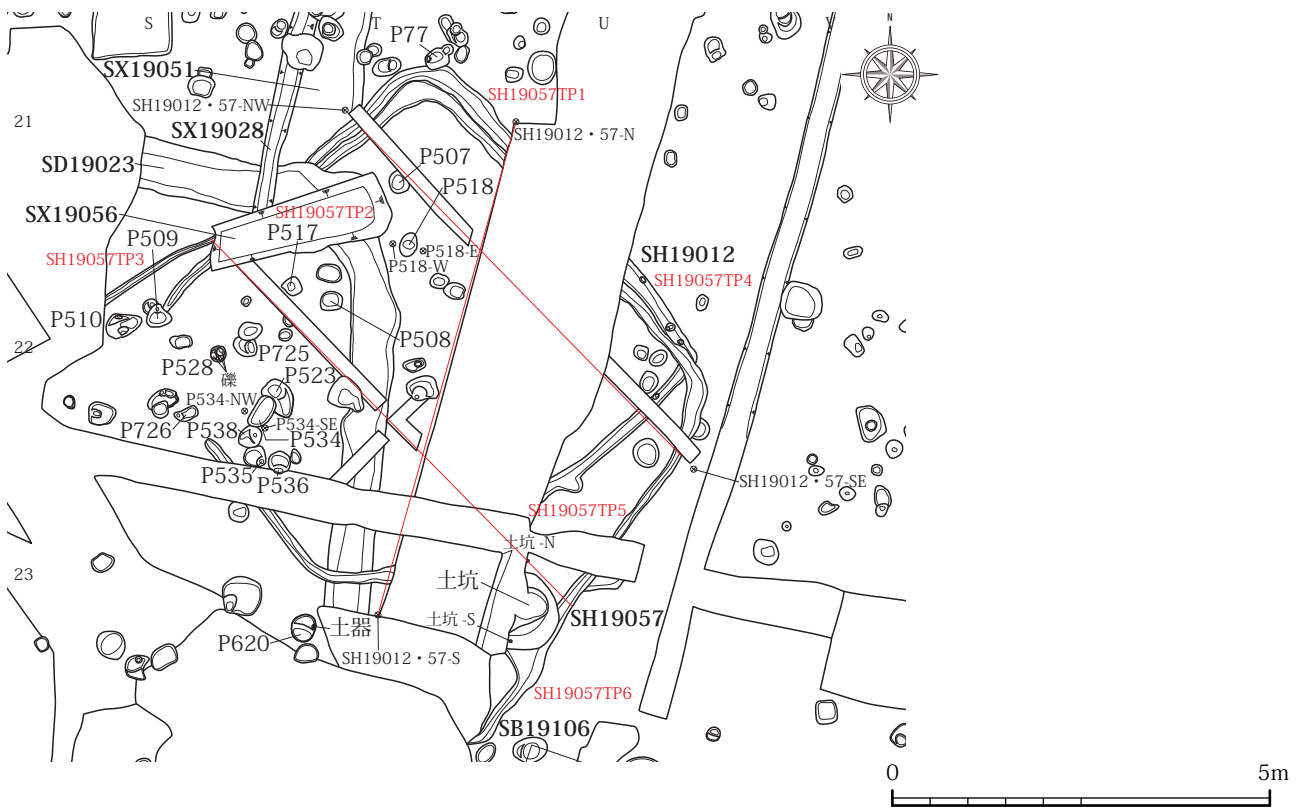 S
T
U
V
N
P77
SX19051
SH19057TP1
SH19012・57-NW
21
SX19028
SH19012・57-N
SD19023
P507
P518
SX19056
SH19057TP2
P509
P517
P518-E
SH19012
SH19057TP3
P518-W
SH19057TP4
P510
P508
22
P725
P528
P523
礫
P534-NW
P534-SE
P726
P538
P534
P535
P536
SH19012・57-SE
SH19057TP5
土坑-N
23
土坑
SH19057
土坑-S
土器
P620
SH19012・57-S
SH19057TP6
SB19106
0
5m